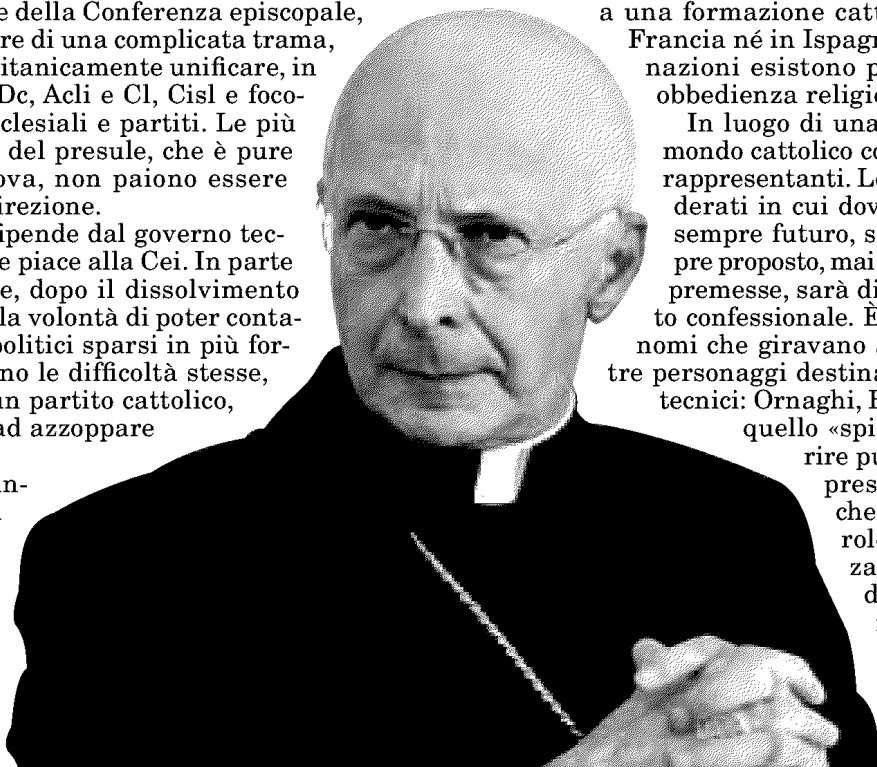 e della Conferenza episcopale,
re di una complicata trama,
itanicamente unificare, in
Dc, Acli e Cl, Cisl e foco-
clesiali e partiti. Le più
del presule, che è pure
ova, non paiono essere
irezione.
ipende dal governo tec-
e piace alla Cei. In parte
e, dopo il dissolvimento
la volontà di poter conta-
politici sparsi in più for-
no le difficoltà stesse,
un partito cattolico,
ad azzoppare
in-
a una formazione catt
Francia né in Ispagn
nazioni esistono p
obbedienza religio
In luogo di una
mondo cattolico co
rappresentanti. Le
derati in cui dov
sempre futuro, s
pre proposto, mai
premesse, sarà di
to confessionale. È
nomi che giravano
tre personaggi destina
tecnici: Ornaghi,
quello «spi
rire pu
pres
che
rol
za
d